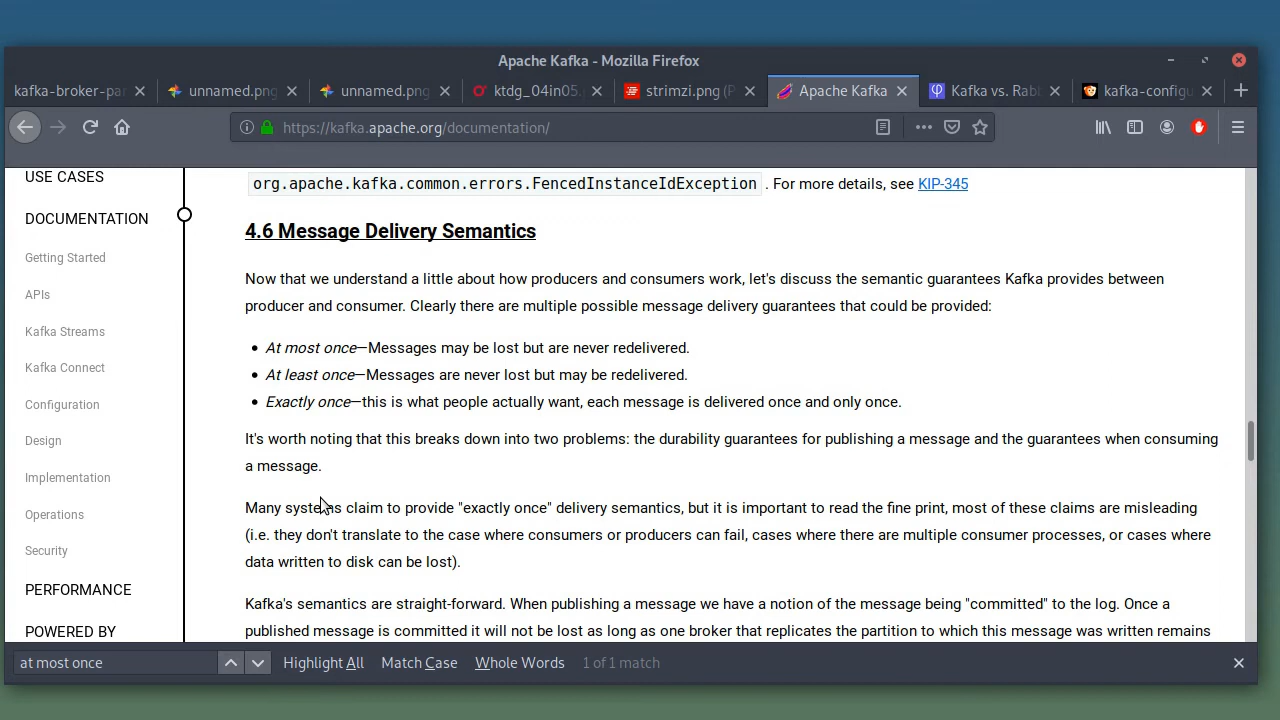 Apache Kafka - Mozilla Firefox
kafka-broker-par
unnamed.png
unnamed.png
ktdg_04in05.
strimzi.png (P
Apache Kafka
Kafka vs. Rab
kafka-configu
https://kafka.apache.org/documentation/
USE CASES
DOCUMENTATION
Getting Started
APIs
Kafka Streams
Kafka Connect
Configuration
Design
Implementation
Operations
Security
PERFORMANCE
POWERED BY
org.apache.kafka.common.errors.FencedInstanceIdException . For more details, see KIP-345
4.6 Message Delivery Semantics
Now that we understand a little about how producers and consumers work, let's discuss the semantic guarantees Kafka provides between
producer and consumer. Clearly there are multiple possible message delivery guarantees that could be provided:
• At most once—Messages may be lost but are never redelivered.
• At least once—Messages are never lost but may be redelivered.
• Exactly once—this is what people actually want, each message is delivered once and only once.
It's worth noting that this breaks down into two problems: the durability guarantees for publishing a message and the guarantees when consuming
a message.
Many systems claim to provide "exactly once" delivery semantics, but it is important to read the fine print, most of these claims are misleading
(i.e. they don't translate to the case where consumers or producers can fail, cases where there are multiple consumer processes, or cases where
data written to disk can be lost).
Kafka's semantics are straight-forward. When publishing a message we have a notion of the message being "committed" to the log. Once a
published message is committed it will not be lost as long as one broker that replicates the partition to which this message was written remains
at most once
Highlight All
Match Case
Whole Words
1 of 1 match